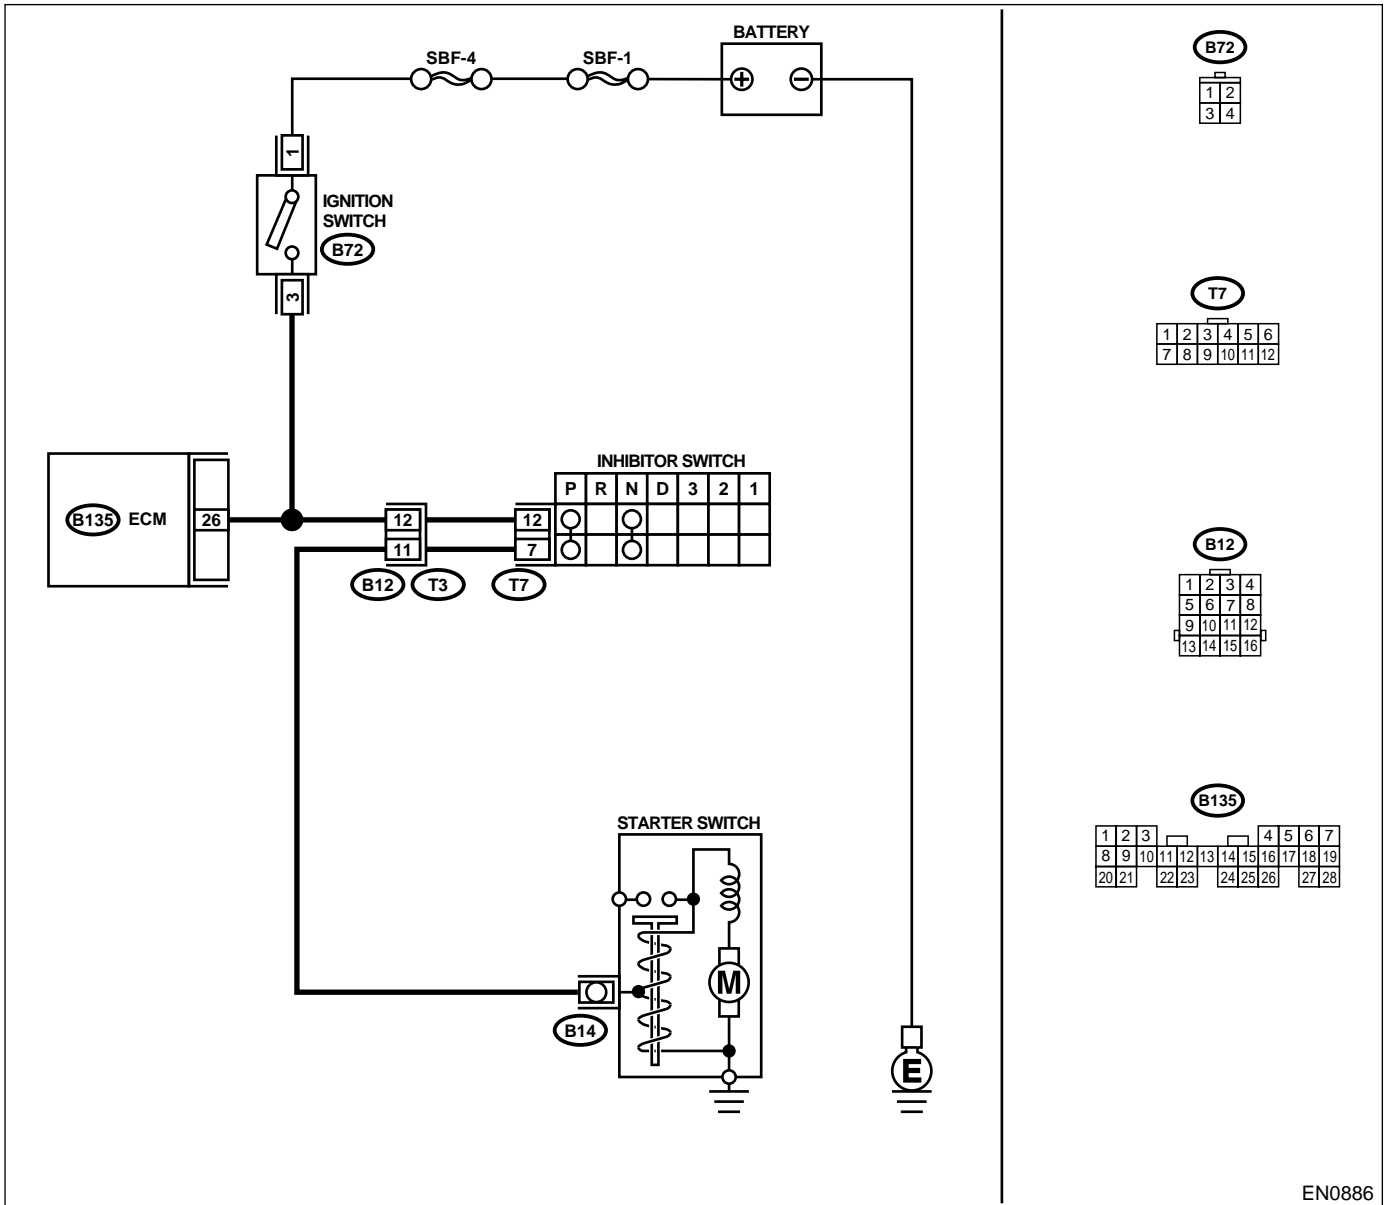 BATTERY
SBF-4
SBF-1
+
−
1
IGNITION
SWITCH
B72
3
INHIBITOR SWITCH
P R N D 3 2 1
B135 ECM 26
12 12
11 7
B12 T3 T7
STARTER SWITCH
M
B14
E
B72
1 2
3 4
T7
1 2 3 4 5 6
7 8 9 10 11 12
B12
1 2 3 4
5 6 7 8
9 10 11 12
13 14 15 16
B135
1 2 3 4 5 6 7
8 9 10 11 12 13 14 15 16 17 18 19
20 21 22 23 24 25 26 27 28
EN0886